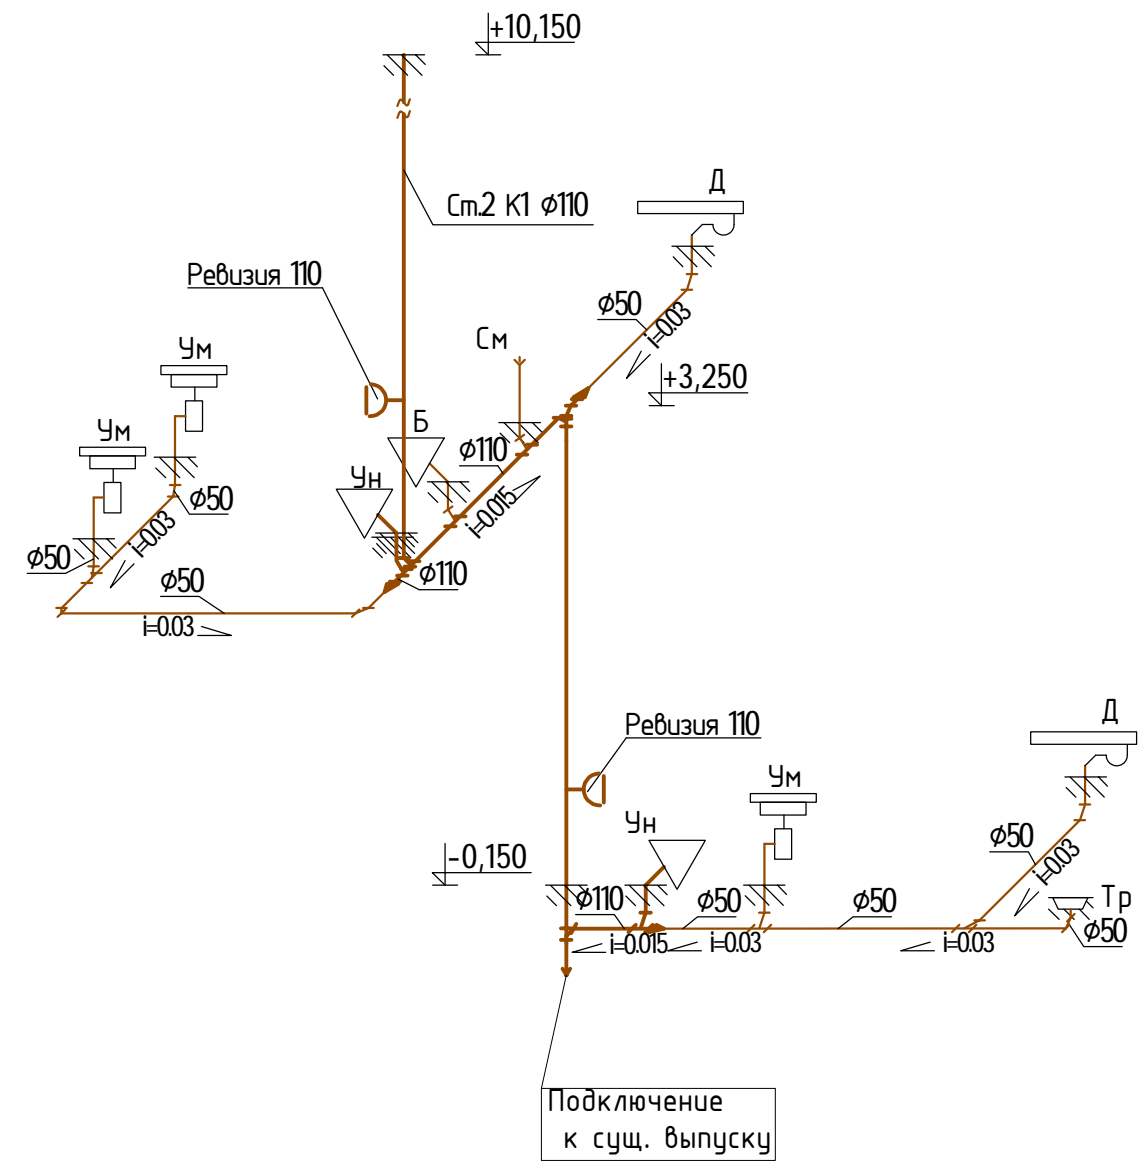 +10,150
Д
Ст.2 К1 ϕ110
Ревизия 110
ϕ50
i=0.03
См
Ум
+3,250
Ум
Б
ϕ110
Ун
i=0.015
ϕ50
i=0.03
ϕ50
ϕ50
ϕ110
i=0.03
Д
Ревизия 110
Ум
Ун
ϕ50
i=0.03
-0,150
ϕ110
ϕ50
ϕ50
Тр
ϕ50
i=0.015
i=0.03
i=0.03
Подключение
к сущ. выпуску